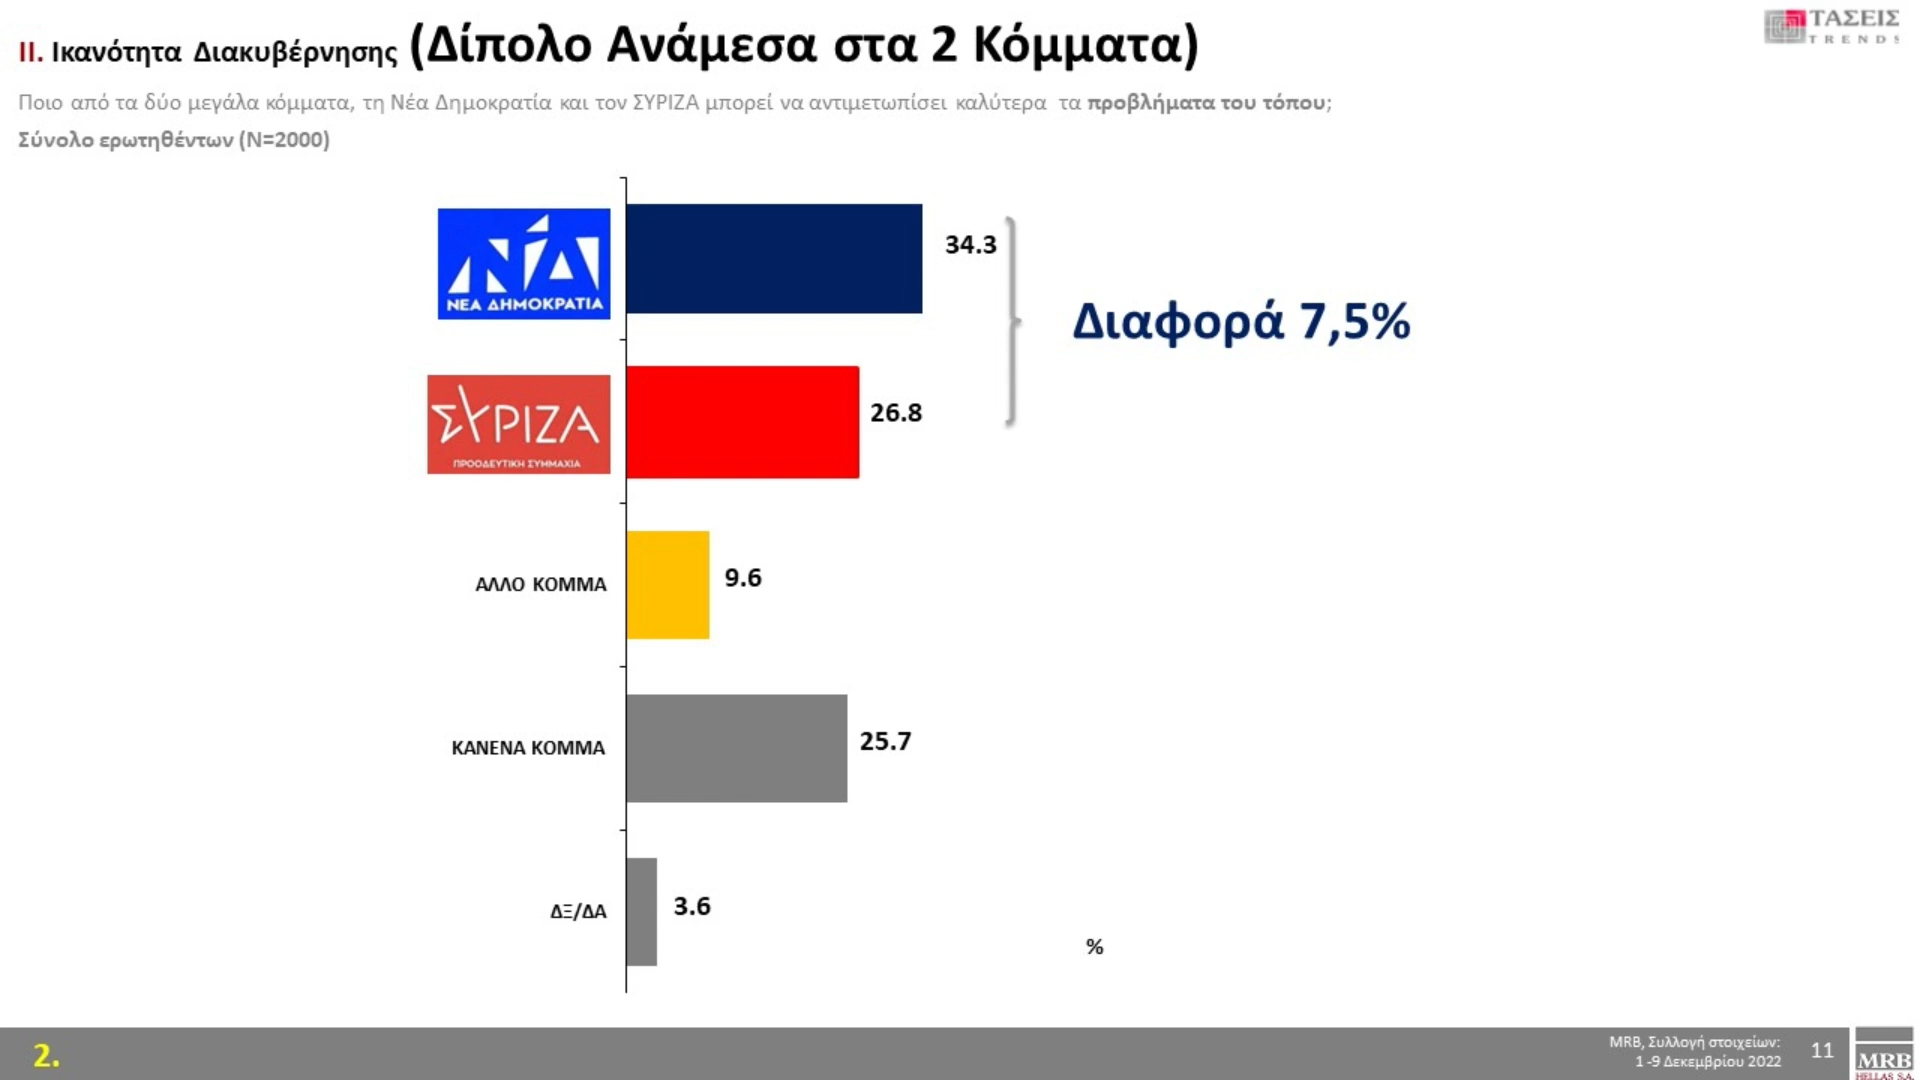 II. Ικανότητα Διακυβέρνησης (Δίπολο Ανάμεσα στα 2 Κόμματα)
ΤΑΣΕΙΣ
TRENDS
Ποιο από τα δύο μεγάλα κόμματα, τη Νέα Δημοκρατία και τον ΣΥΡΙΖΑ μπορεί να αντιμετωπίσει καλύτερα τα προβλήματα του τόπου;
Σύνολο ερωτηθέντων (Ν=2000)
ΝΔ
ΝΕΑ ΔΗΜΟΚΡΑΤΙΑ
34.3
Διαφορά 7,5%
ΣΥΡΙΖΑ
ΠΡΟΟΔΕΥΤΙΚΗ ΣΥΜΜΑΧΙΑ
26.8
ΑΛΛΟ ΚΟΜΜΑ
9.6
ΚΑΝΕΝΑ ΚΟΜΜΑ
25.7
ΔΞ/ΔΑ
3.6
%
2.
MRB, Συλλογή στοιχείων:
1 -9 Δεκεμβρίου 2022
11
MRB
HELLAS S.A.